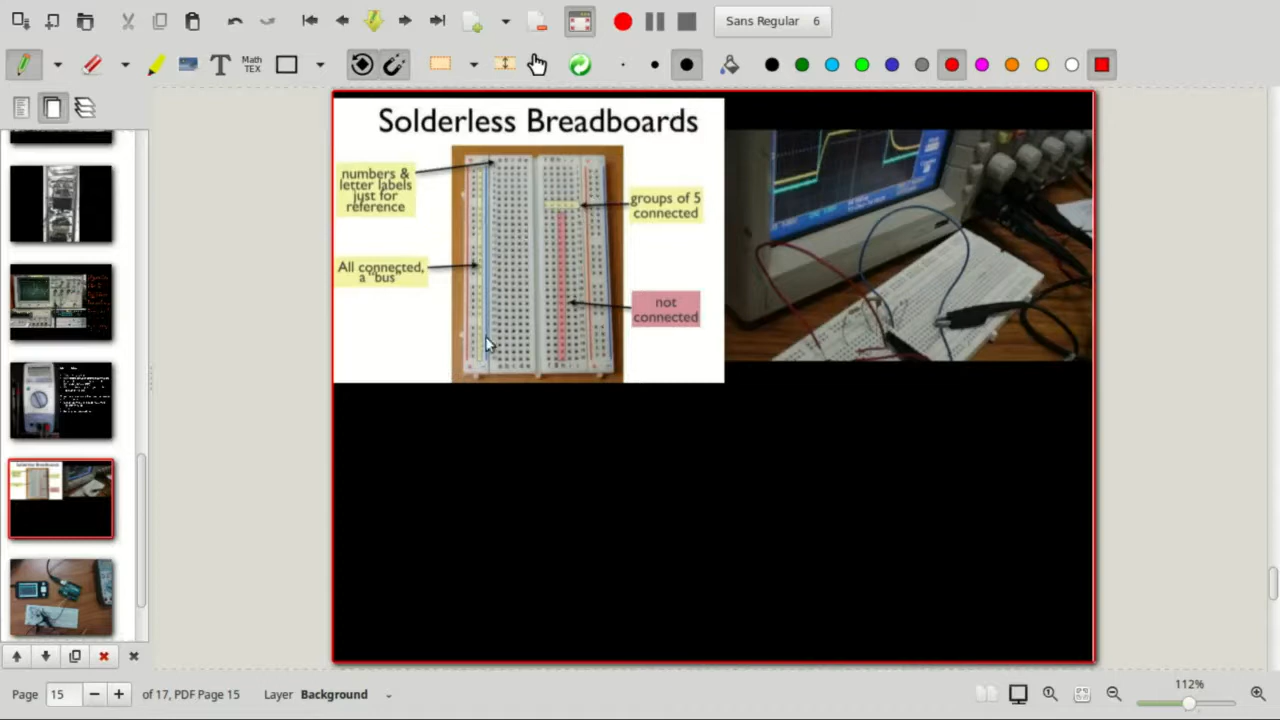 Sans Regular 6
Math
TEX
Solderless Breadboards
numbers &
letter labels
just for
reference
groups of 5
connected
All connected,
a "bus"
not
connected
Page 15 of 17, PDF Page 15 Layer Background
112%